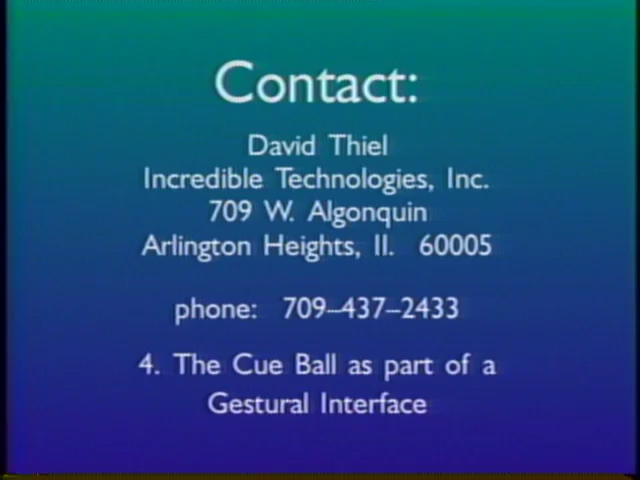 Contact:
David Thiel
Incredible Technologies, Inc.
709 W. Algonquin
Arlington Heights, Il. 60005
phone: 709–437–2433
4. The Cue Ball as part of a
Gestural Interface